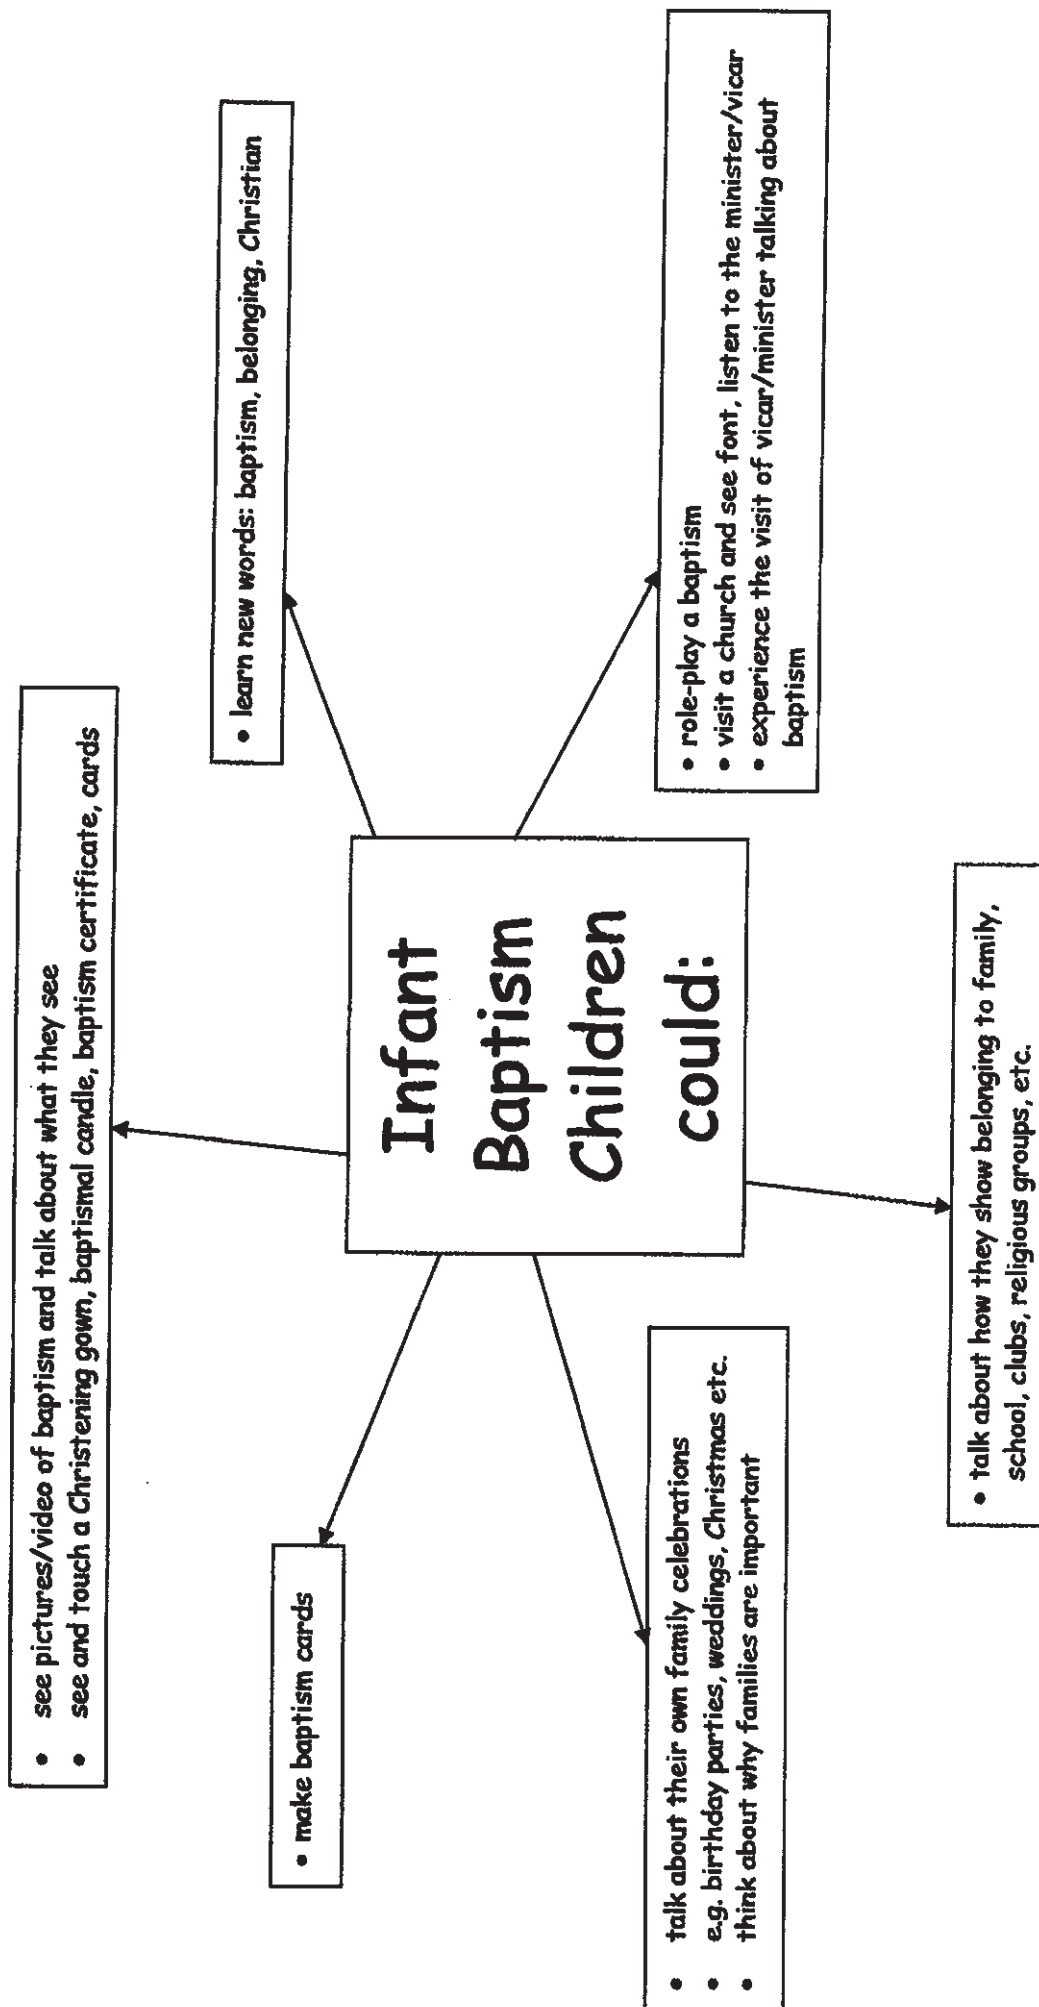 • see pictures/video of baptism and talk about what they see
• see and touch a Christening gown, baptismal candle, baptism certificate, cards
• learn new words: baptism, belonging, Christian
• make baptism cards
Infant
Baptism
Children
could:
• role-play a baptism
• visit a church and see font, listen to the minister/vicar
• experience the visit of vicar/minister talking about
baptism
• talk about their own family celebrations
• e.g. birthday parties, weddings, Christmas etc.
• think about why families are important
• talk about how they show belonging to family,
school, clubs, religious groups, etc.